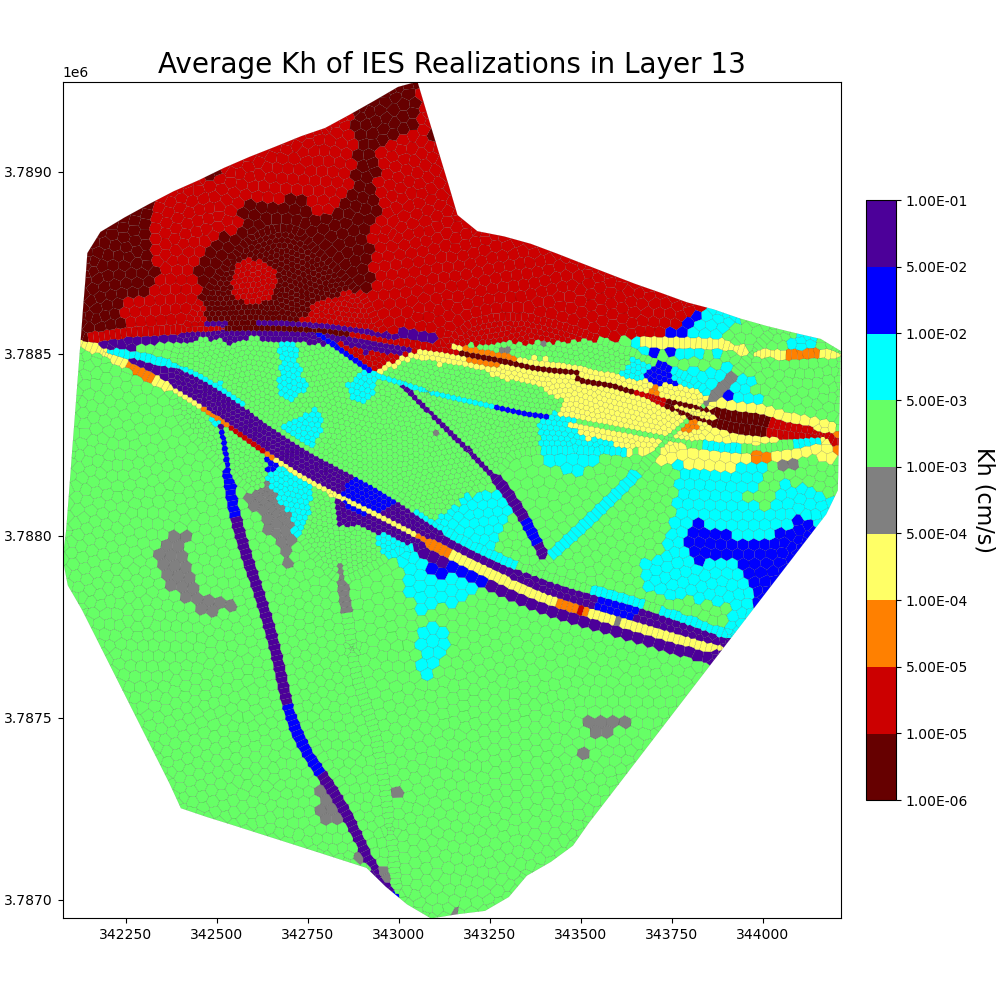 Average Kh of IES Realizations in Layer 13
1e6
3.7890
3.7885
3.7880
3.7875
3.7870
342250 342500 342750 343000 343250 343500 343750 344000
1.00E-01
5.00E-02
1.00E-02
5.00E-03
1.00E-03
5.00E-04
1.00E-04
5.00E-05
1.00E-05
1.00E-06
Kh (cm/s)